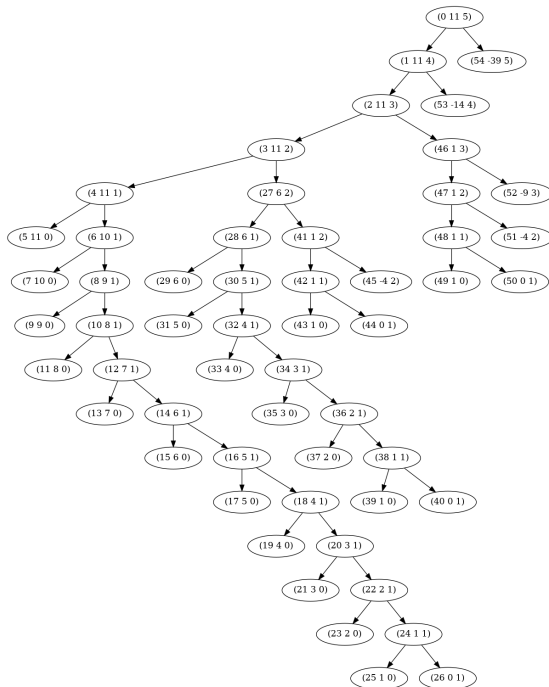 (0 11 5)
(1 11 4) (54 -39 5)
(2 11 3) (53 -14 4)
(3 11 2) (46 1 3)
(4 11 1) (27 6 2) (47 1 2) (52 -9 3)
(5 11 0) (6 10 1) (28 6 1) (41 1 2) (48 1 1) (51 -4 2)
(7 10 0) (8 9 1) (29 6 0) (30 5 1) (42 1 1) (45 -4 2) (49 1 0) (50 0 1)
(9 9 0) (10 8 1) (31 5 0) (32 4 1) (43 1 0) (44 0 1)
(11 8 0) (12 7 1) (33 4 0) (34 3 1)
(13 7 0) (14 6 1) (35 3 0) (36 2 1)
(15 6 0) (16 5 1) (37 2 0) (38 1 1)
(17 5 0) (18 4 1) (39 1 0) (40 0 1)
(19 4 0) (20 3 1)
(21 3 0) (22 2 1)
(23 2 0) (24 1 1)
(25 1 0) (26 0 1)